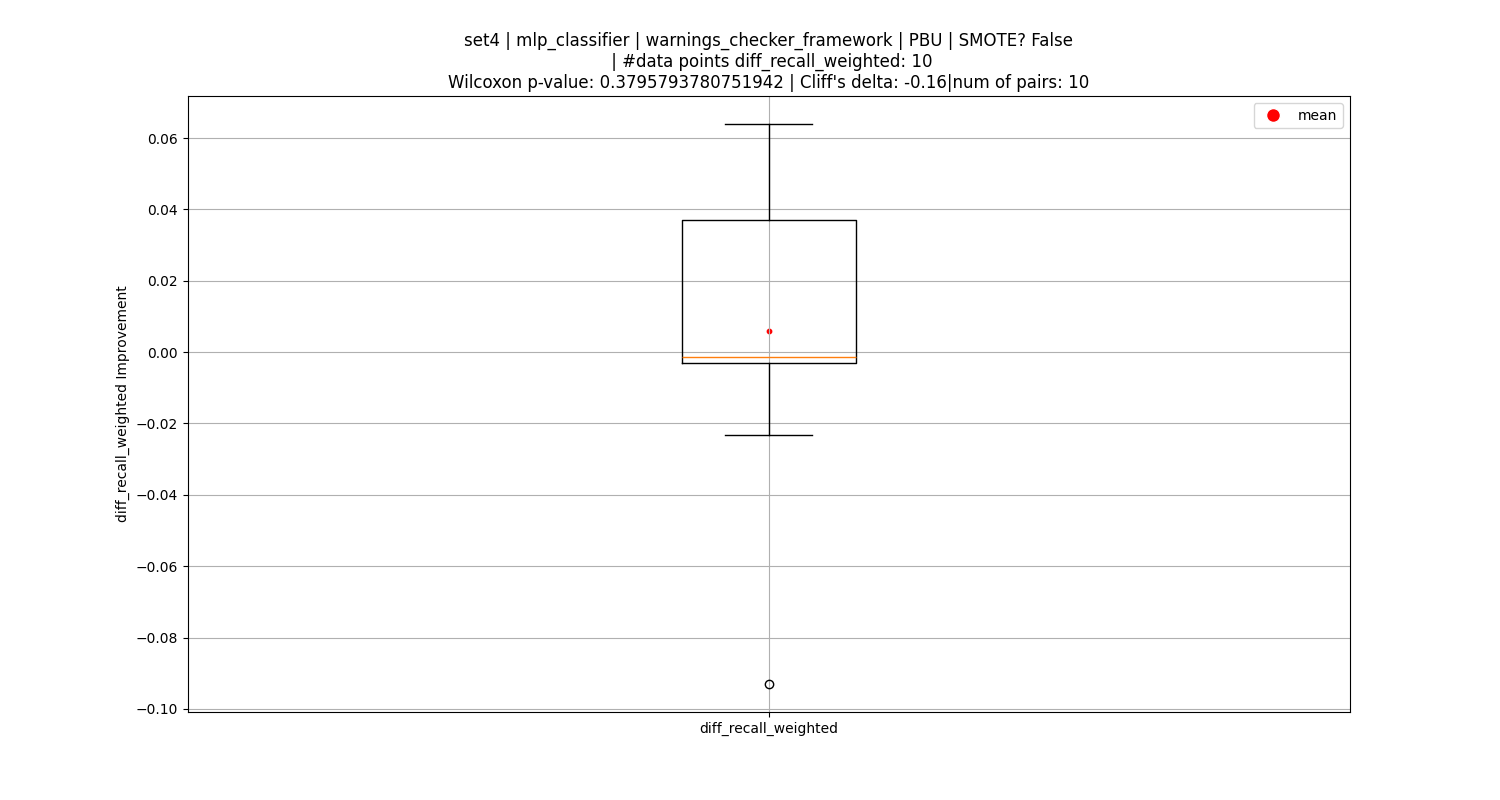 set4 | mlp_classifier | warnings_checker_framework | PBU | SMOTE? False
| #data points diff_recall_weighted: 10
Wilcoxon p-value: 0.3795793780751942 | Cliff's delta: -0.16|num of pairs: 10
mean
0.06
0.04
0.02
0.00
−0.02
−0.04
−0.06
−0.08
−0.10
diff_recall_weighted Improvement
diff_recall_weighted